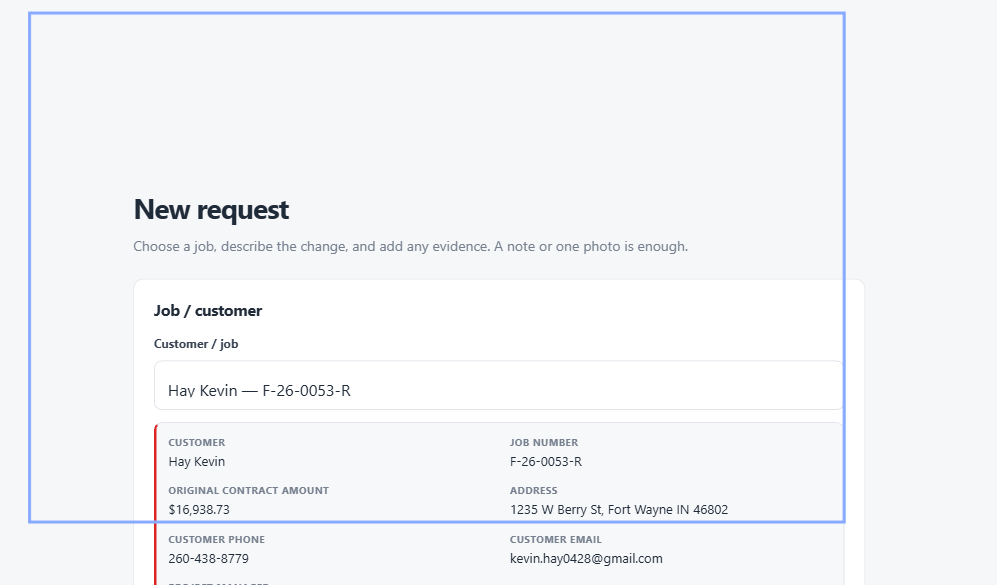 New request
Choose a job, describe the change, and add any evidence. A note or one photo is enough.
Job / customer
Customer / job
Hay Kevin — F-26-0053-R
CUSTOMER
Hay Kevin
JOB NUMBER
F-26-0053-R
ORIGINAL CONTRACT AMOUNT
$16,938.73
ADDRESS
1235 W Berry St, Fort Wayne IN 46802
CUSTOMER PHONE
260-438-8779
CUSTOMER EMAIL
kevin.hay0428@gmail.com